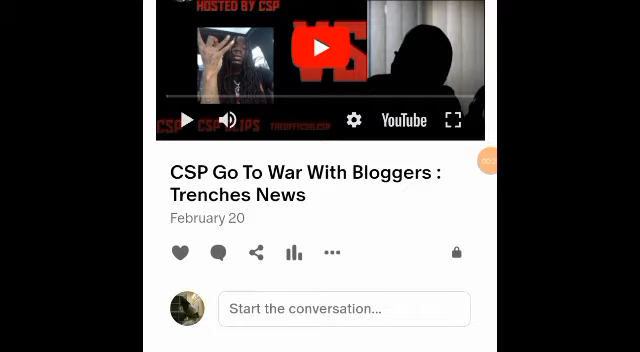 HOSTED BY CSP
VS
CSP
CSP CLIPS
THEOFFICIALCSP
YouTube
CSP Go To War With Bloggers :
Trenches News
February 20
Start the conversation...